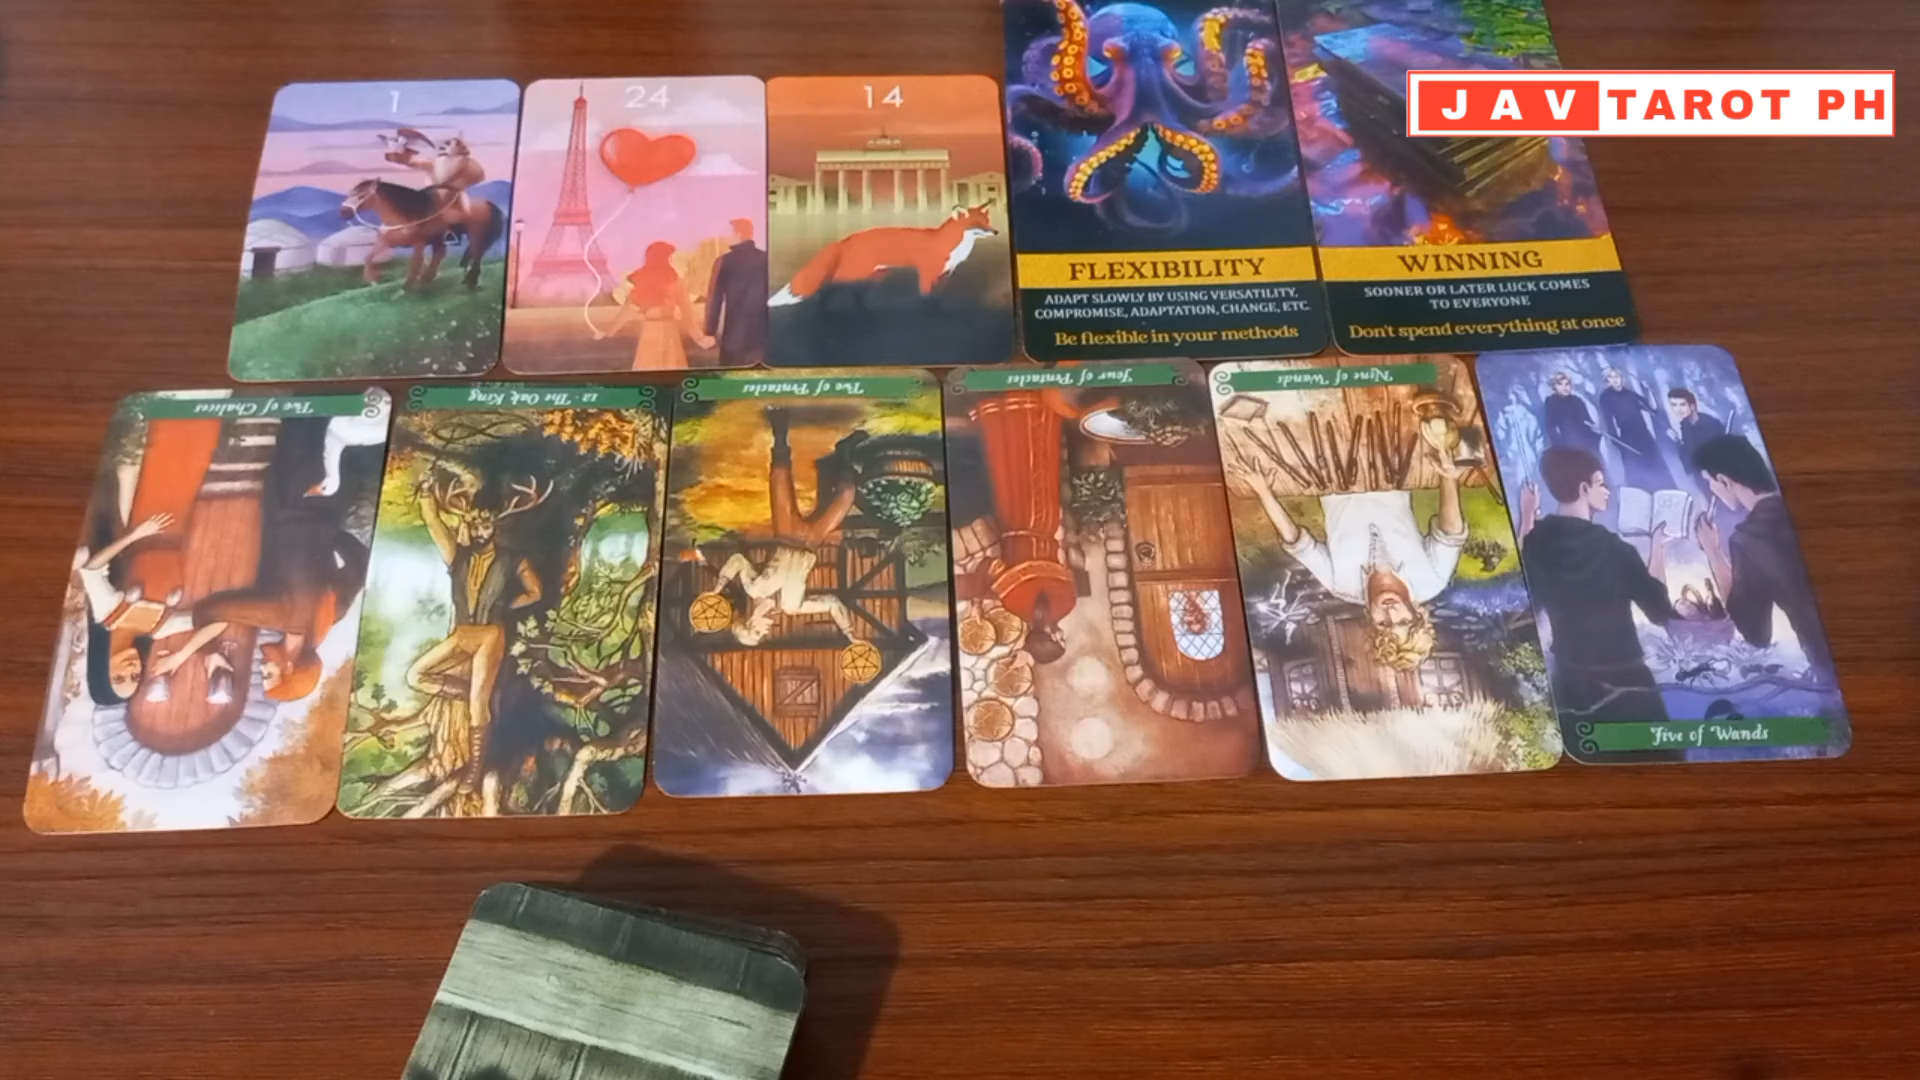 1
24
14
JAV TAROT PH
FLEXIBILITY
ADAPT SLOWLY BY USING VERSATILITY,
COMPROMISE, ADAPTATION, CHANGE, ETC.
Be flexible in your methods
WINNING
SOONER OR LATER LUCK COMES
TO EVERYONE
Don't spend everything at once
Two of Chalices
12 · The Oak King
Two of Pentacles
Four of Pentacles
Nine of Wands
Five of Wands